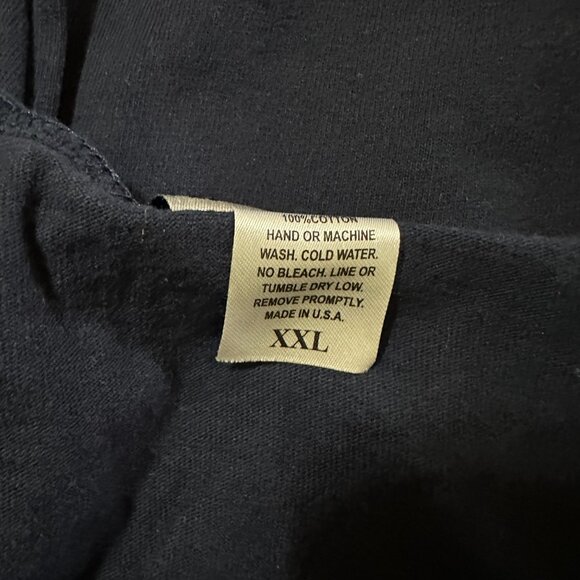 100%COTTON
HAND OR MACHINE
WASH. COLD WATER.
NO BLEACH. LINE OR
TUMBLE DRY LOW.
REMOVE PROMPTLY.
MADE IN U.S.A.
XXL